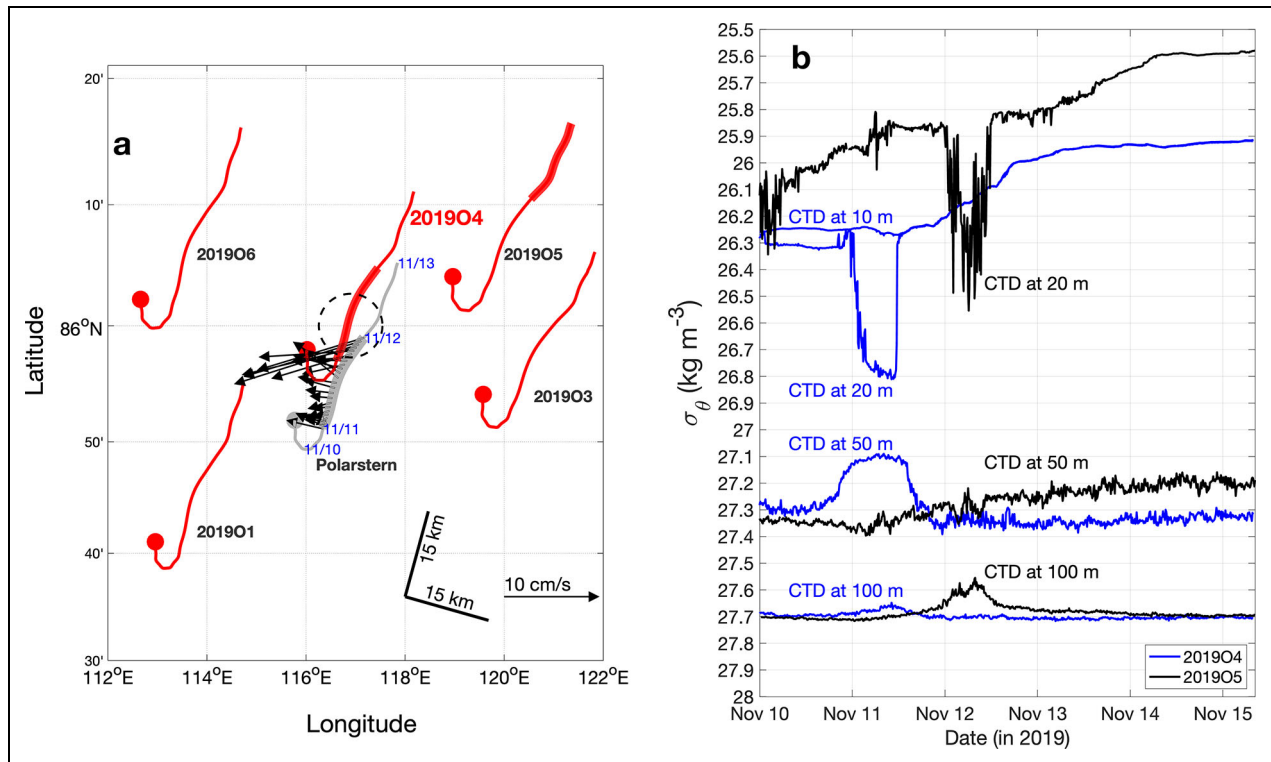 a
20'
10'
86°N
50'
40'
30'
112°E
114°E
116°E
118°E
120°E
122°E
Latitude
Longitude
2019O6
2019O4
2019O5
2019O3
2019O1
11/13
11/12
11/11
11/10
Polarstern
15 km
15 km
10 cm/s
b
25.5
25.6
25.7
25.8
25.9
26
26.1
26.2
26.3
26.4
26.5
26.6
26.7
26.8
26.9
27
27.1
27.2
27.3
27.4
27.5
27.6
27.7
27.8
27.9
28
σθ (kg m⁻³)
CTD at 10 m
CTD at 20 m
CTD at 20 m
CTD at 50 m
CTD at 50 m
CTD at 100 m
CTD at 100 m
2019O4
2019O5
Nov 10
Nov 11
Nov 12
Nov 13
Nov 14
Nov 15
Date (in 2019)